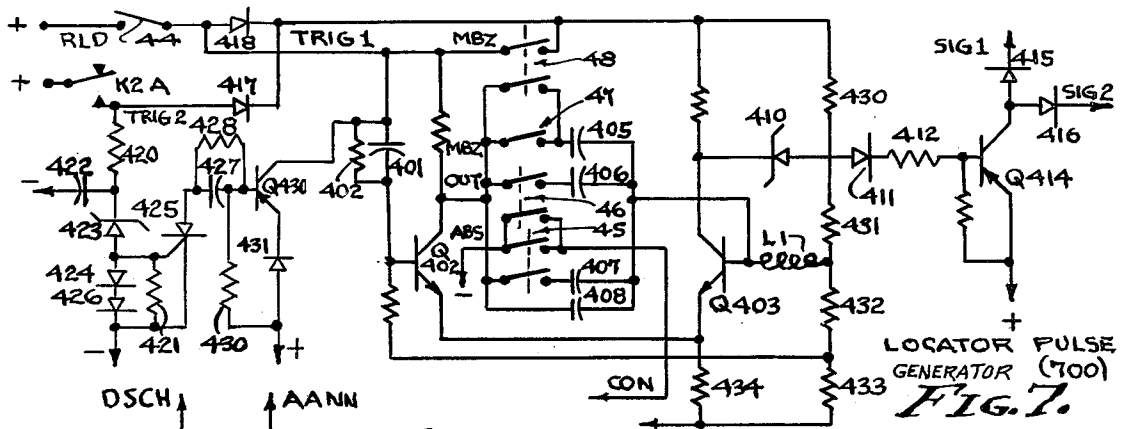 + RLD 44 418 TRIG 1 MBZ 48
+ K2A 417 TRIG2
SIG1 415 SIG2 416
420 428 427 Q430 402 401
47 MBZ 405 430
410 411 412 Q414
- 422 423 425 OUT 406 46
ABS 45 431 L17
424 426 421 430 431 Q402 - 407 408 Q403 432
- + +
DSCH AANN CON 434 433
LOCATOR PULSE
GENERATOR (700)
FIG. 7.